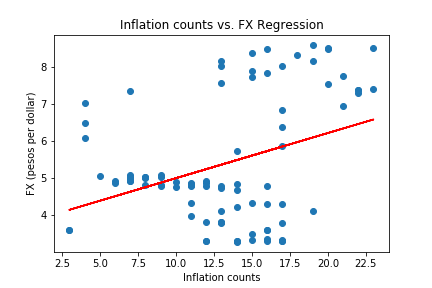 Inflation counts vs. FX Regression
FX (pesos per dollar)
8
7
6
5
4
2.5 5.0 7.5 10.0 12.5 15.0 17.5 20.0 22.5
Inflation counts